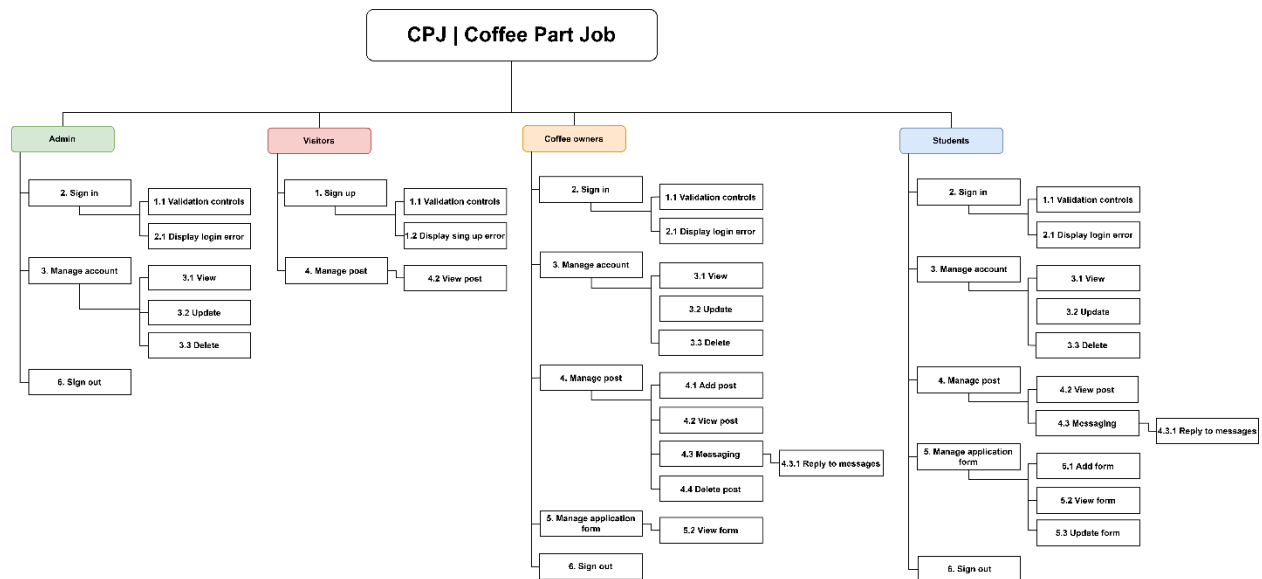 CPJ | Coffee Part Job
Admin
2. Sign in
1.1 Validation controls
2.1 Display login error
3. Manage account
3.1 View
3.2 Update
3.3 Delete
6. Sign out
Visitors
1. Sign up
1.1 Validation controls
1.2 Display sing up error
4. Manage post
4.2 View post
Coffee owners
2. Sign in
1.1 Validation controls
2.1 Display login error
3. Manage account
3.1 View
3.2 Update
3.3 Delete
4. Manage post
4.1 Add post
4.2 View post
4.3 Messaging
4.3.1 Reply to messages
4.4 Delete post
5. Manage application
form
5.2 View form
6. Sign out
Students
2. Sign in
1.1 Validation controls
2.1 Display login error
3. Manage account
3.1 View
3.2 Update
3.3 Delete
4. Manage post
4.2 View post
4.3 Messaging
4.3.1 Reply to messages
5. Manage application
form
5.1 Add form
5.2 View form
5.3 Update form
6. Sign out